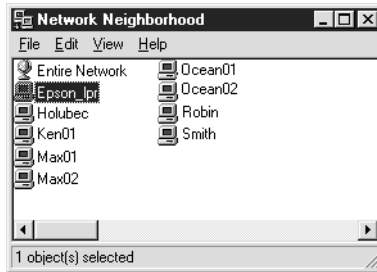 Network Neighborhood
File Edit View Help
Entire Network
Epson_lpr
Holubec
Ken01
Max01
Max02
Ocean01
Ocean02
Robin
Smith
1 object(s) selected